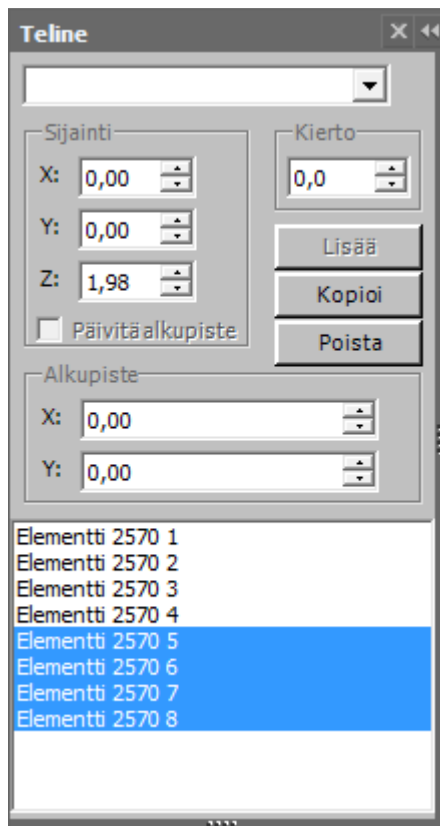 Teline
Sijainti
X: 0,00
Y: 0,00
Z: 1,98
Päivitä alkupiste
Kierto
0,0
Lisää
Kopioi
Poista
Alkupiste
X: 0,00
Y: 0,00
Elementti 2570 1
Elementti 2570 2
Elementti 2570 3
Elementti 2570 4
Elementti 2570 5
Elementti 2570 6
Elementti 2570 7
Elementti 2570 8